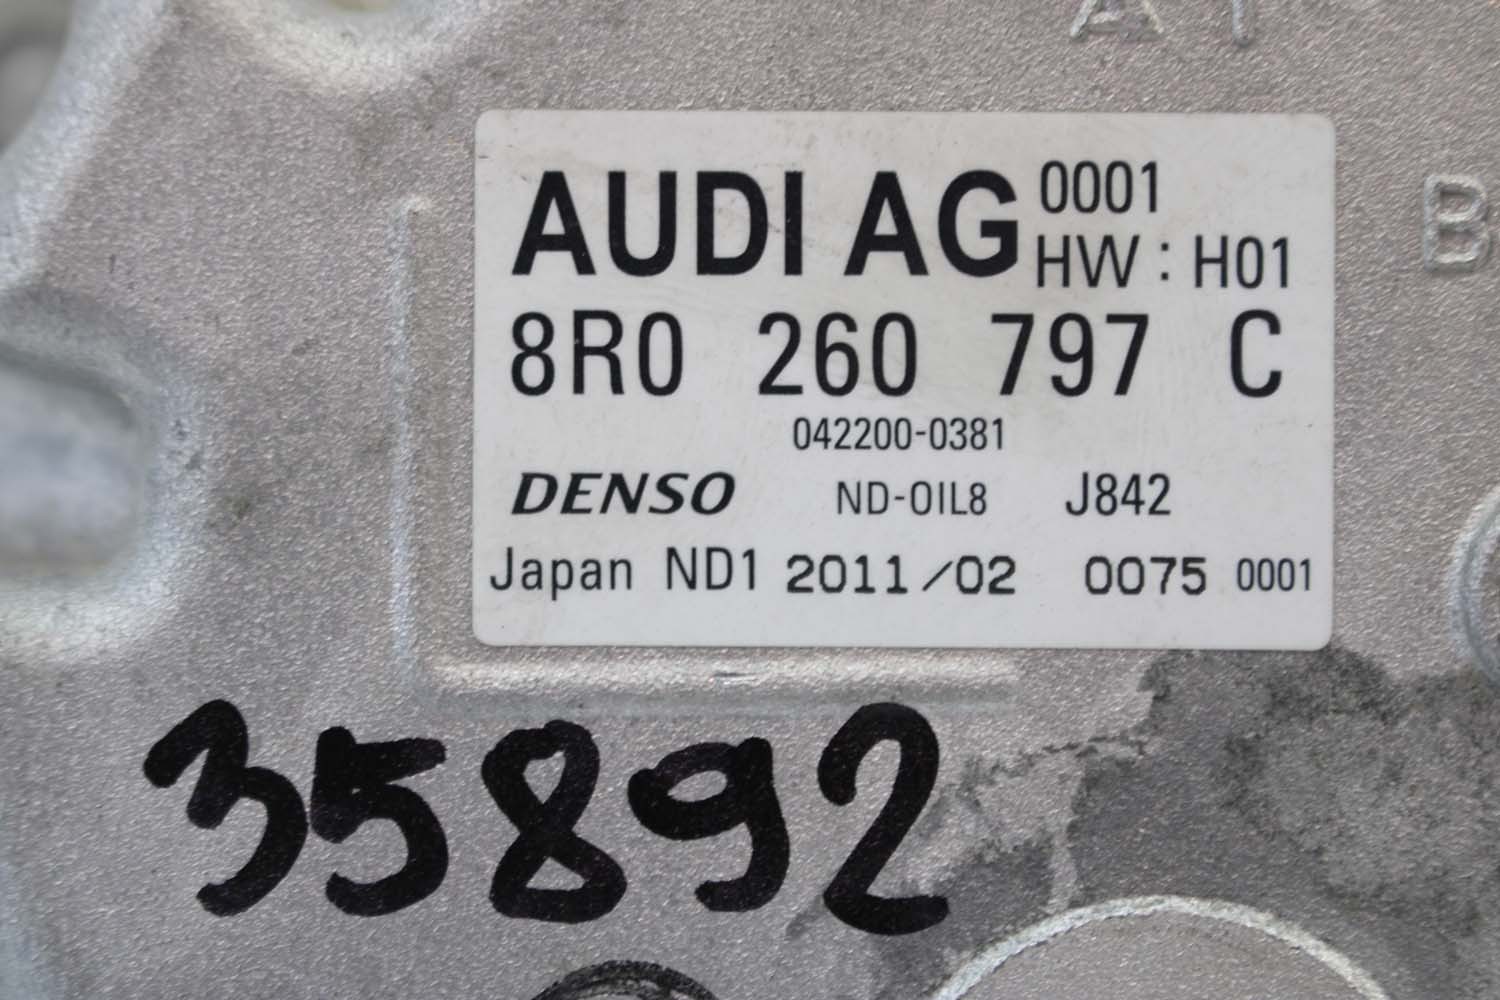 A1
AUDI AG 0001
HW : H01
B
8R0 260 797 C
042200-0381
DENSO ND-OIL8 J842
Japan ND1 2011/02 0075 0001
35892